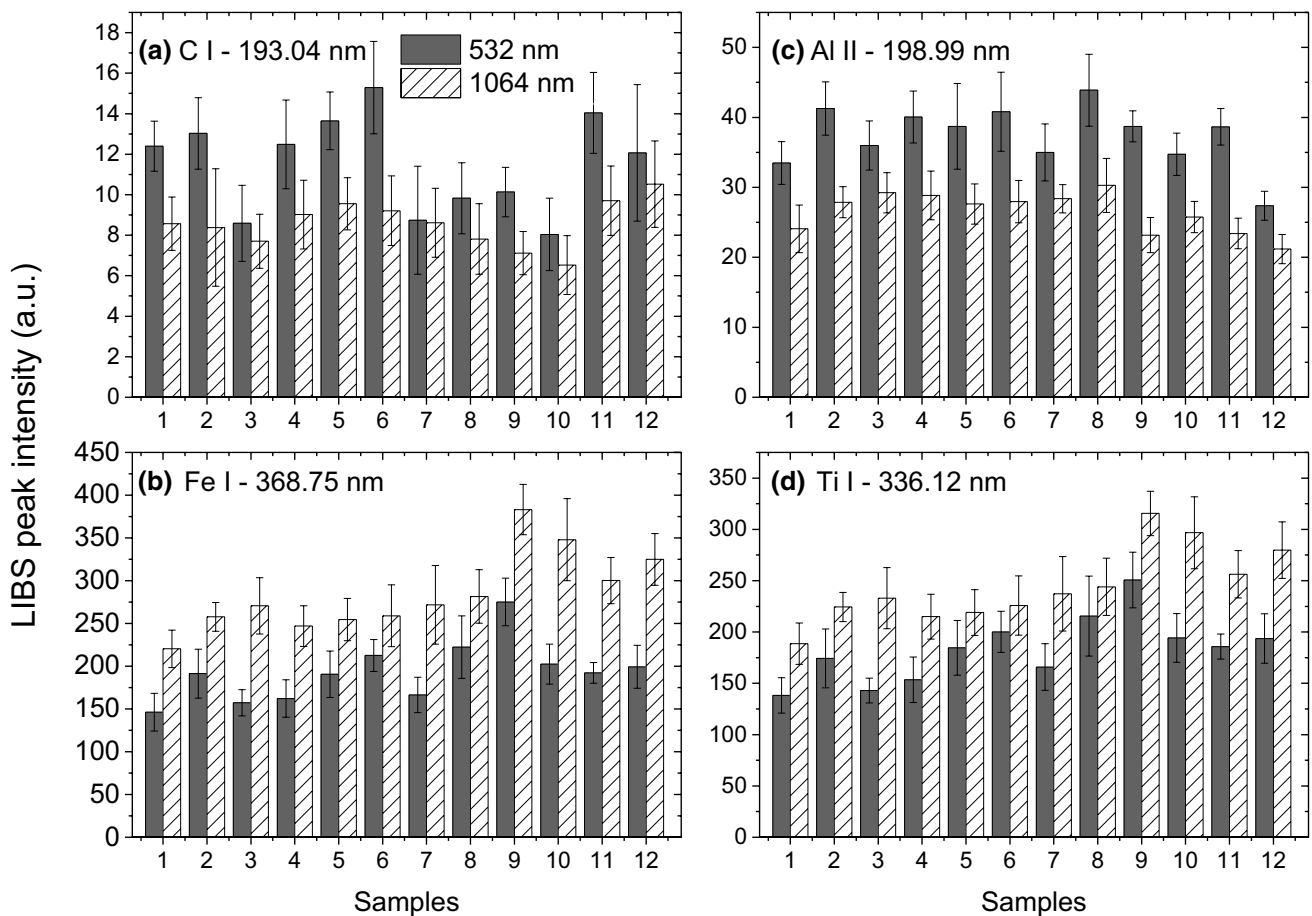 LIBS peak intensity (a.u.)
(a) C I - 193.04 nm
532 nm
1064 nm
18
16
14
12
10
8
6
4
2
0
1 2 3 4 5 6 7 8 9 10 11 12
(c) Al II - 198.99 nm
50
40
30
20
10
0
1 2 3 4 5 6 7 8 9 10 11 12
(b) Fe I - 368.75 nm
450
400
350
300
250
200
150
100
50
0
1 2 3 4 5 6 7 8 9 10 11 12
Samples
(d) Ti I - 336.12 nm
350
300
250
200
150
100
50
0
1 2 3 4 5 6 7 8 9 10 11 12
Samples